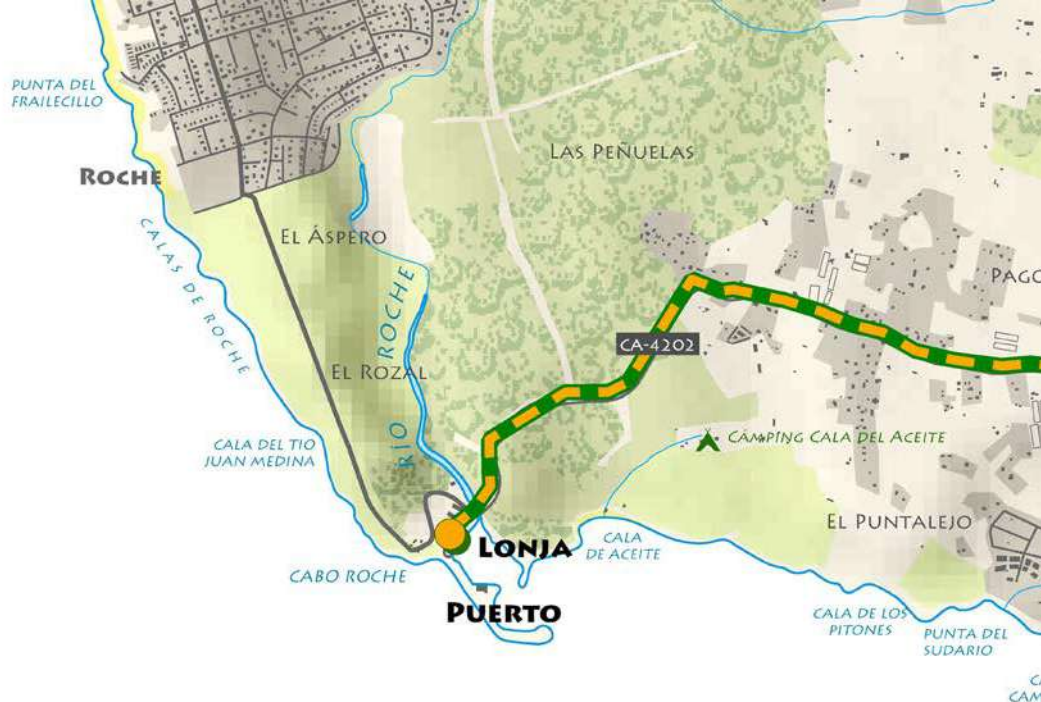 PUNTA DEL
FRAILECILLO
LAS PEÑUELAS
ROCHE
EL ÁSPERO
CALAS DE ROCHE
PAGO
RÍO ROCHE
CA-4202
EL ROZAL
CALA DEL TIO
JUAN MEDINA
CAMPING CALA DEL ACEITE
EL PUNTALEJO
LONJA
CALA
DE ACEITE
CABO ROCHE
PUERTO
CALA DE LOS
PITONES
PUNTA DEL
SUDARIO
CAM